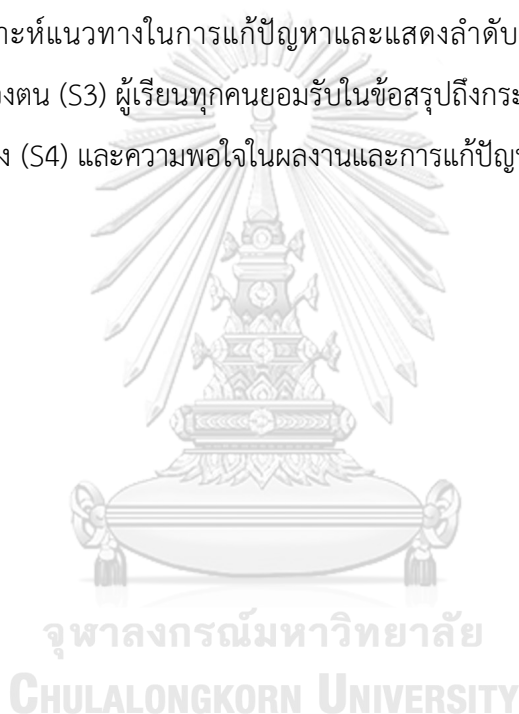 าะห์แนวทางในการแก้ปัญหาและแสดงลำดับ
องตน (S3) ผู้เรียนทุกคนยอมรับในข้อสรุปถึงกระ
ง (S4) และความพอใจในผลงานและการแก้ปัญห
จุฬาลงกรณ์มหาวิทยาลัย
CHULALONGKORN UNIVERSITY